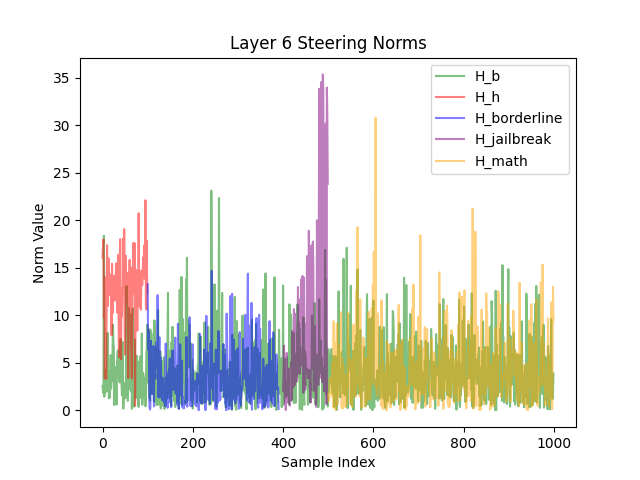 Layer 6 Steering Norms
H_b
H_h
H_borderline
H_jailbreak
H_math
Norm Value
35
30
25
20
15
10
5
0
0 200 400 600 800 1000
Sample Index